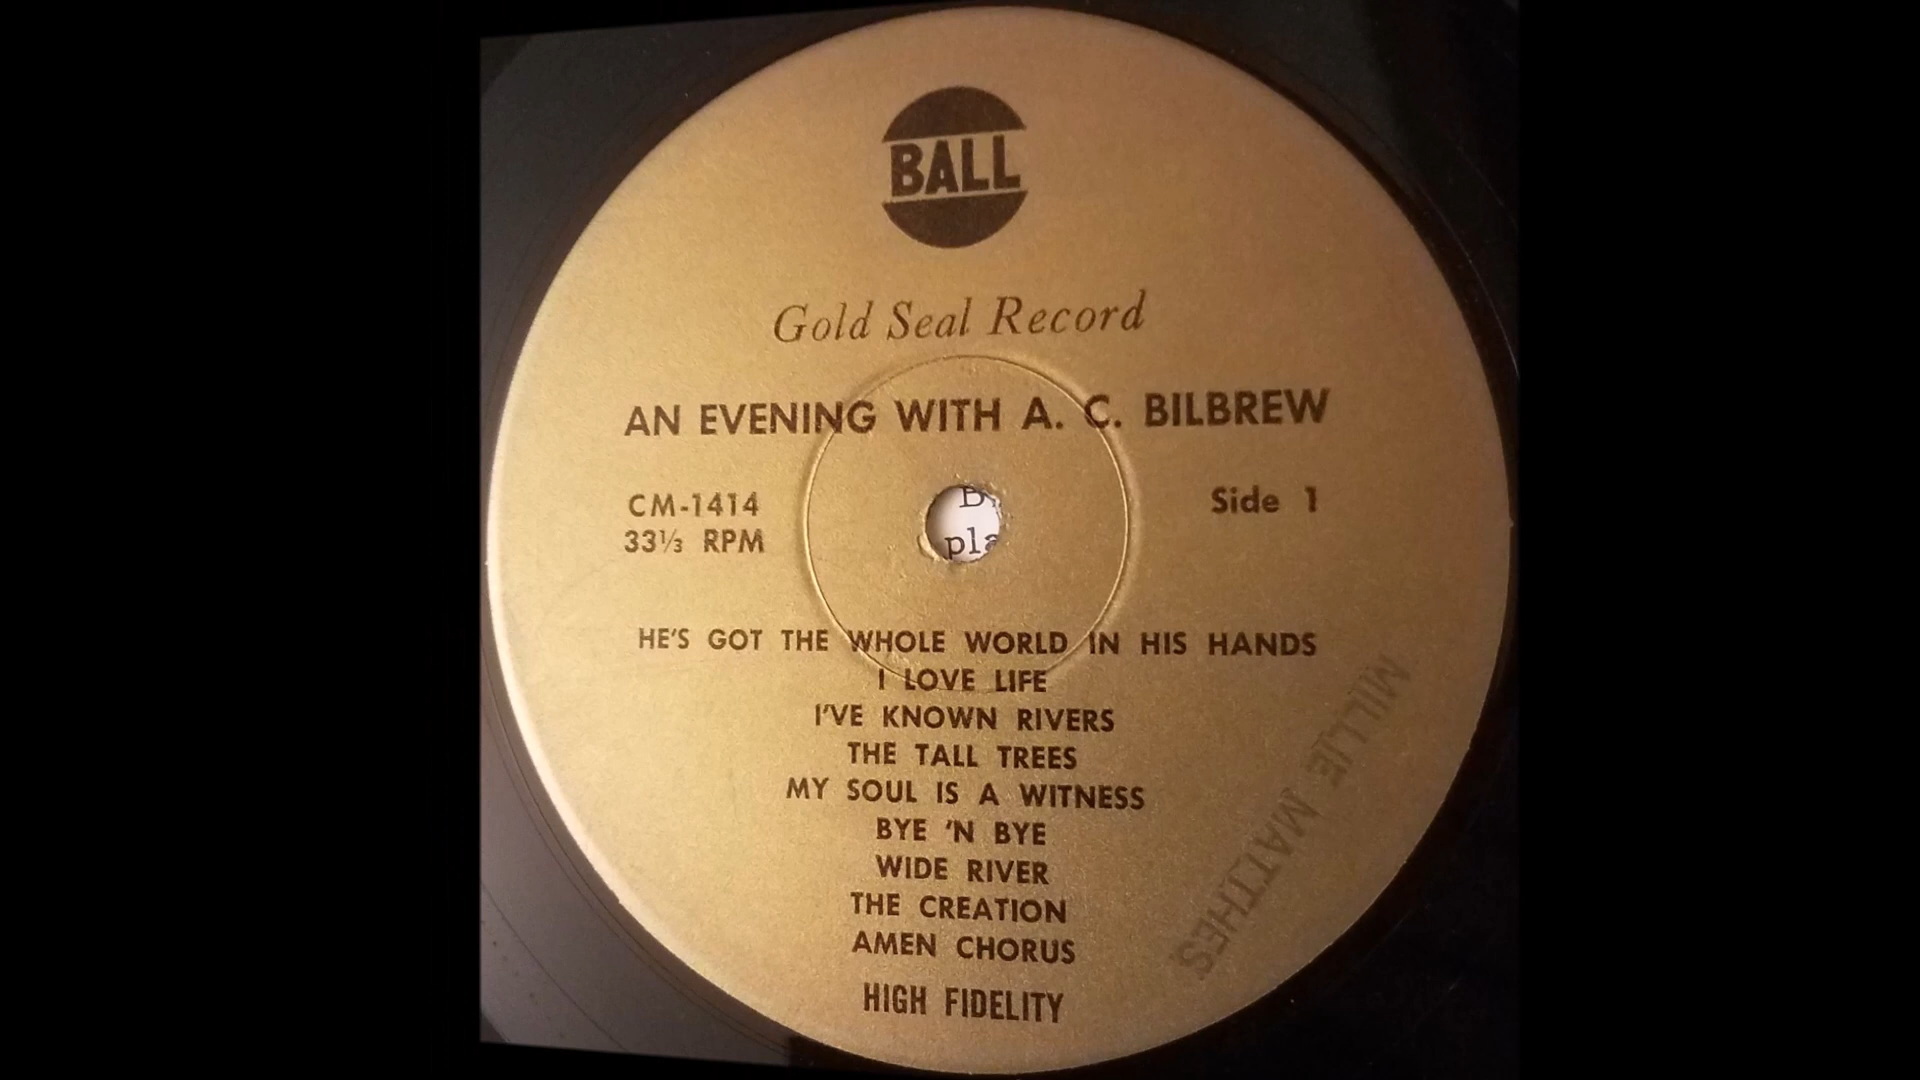 BALL
Gold Seal Record
AN EVENING WITH A. C. BILBREW
CM-1414
33⅓ RPM
Side 1
B
pla
HE'S GOT THE WHOLE WORLD IN HIS HANDS
I LOVE LIFE
I'VE KNOWN RIVERS
THE TALL TREES
MY SOUL IS A WITNESS
BYE 'N BYE
WIDE RIVER
THE CREATION
AMEN CHORUS
HIGH FIDELITY
MILLIE MATTHES